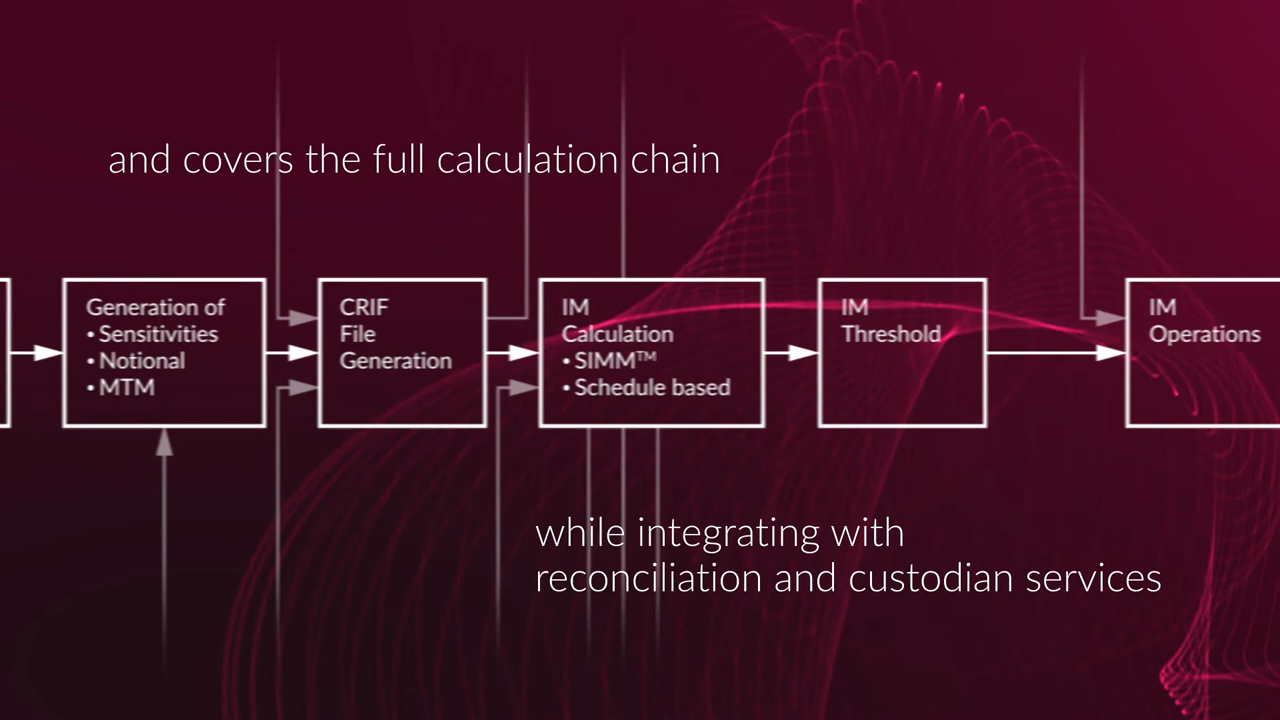 and covers the full calculation chain
Generation of
• Sensitivities
• Notional
• MTM
CRIF
File
Generation
IM
Calculation
• SIMM™
• Schedule based
IM
Threshold
IM
Operations
while integrating with
reconciliation and custodian services